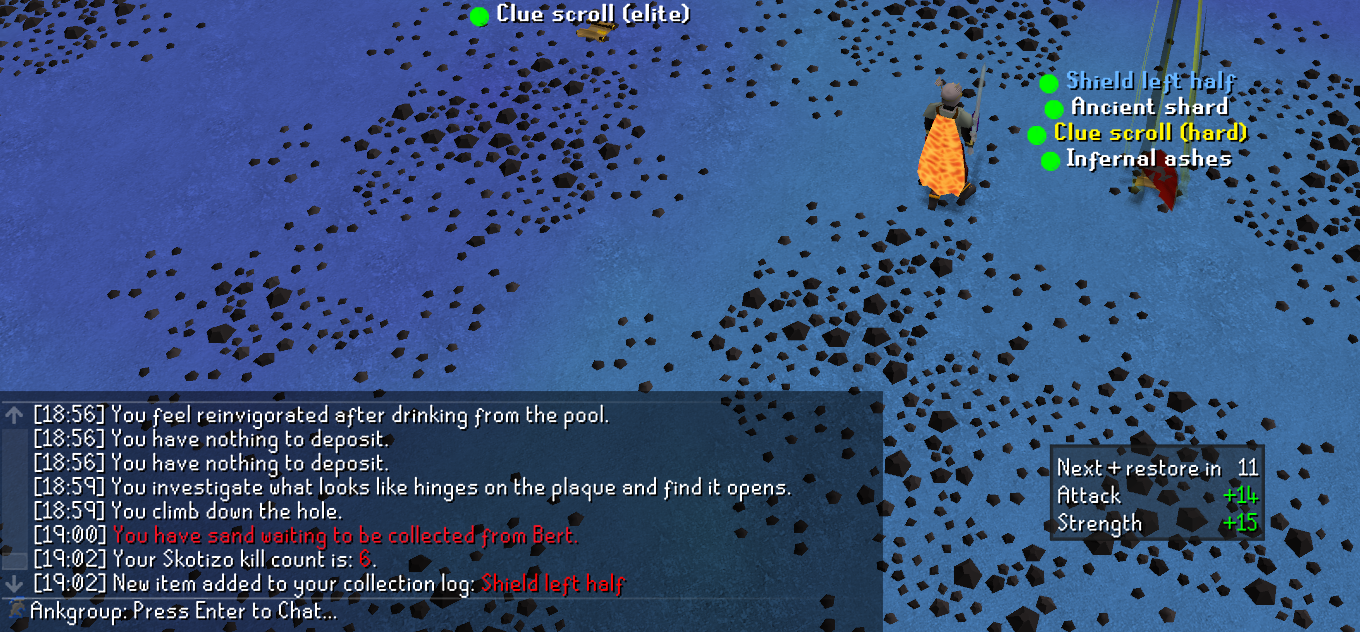 Clue scroll (elite)
Shield left half
Ancient shard
Clue scroll (hard)
Infernal ashes
[18:56] You feel reinvigorated after drinking from the pool.
[18:56] You have nothing to deposit.
[18:56] You have nothing to deposit.
[18:59] You investigate what looks like hinges on the plaque and find it opens.
[18:59] You climb down the hole.
[19:00] You have sand waiting to be collected from Bert.
[19:02] Your Skotizo kill count is: 6.
[19:02] New item added to your collection log: Shield left half
Ankgroup: Press Enter to Chat...
Next + restore in 11
Attack +14
Strength +15